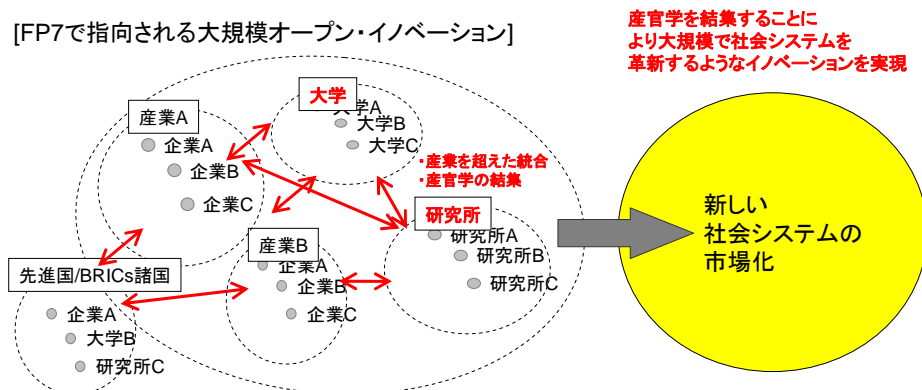 [FP7で指向される大規模オープン・イノベーション]
産官学を結集することに
より大規模で社会システムを
革新するようなイノベーションを実現
産業A
企業A
企業B
企業C
大学
大学A
大学B
大学C
・産業を超えた統合
・産官学の結集
研究所
研究所A
研究所B
研究所C
産業B
企業A
企業B
企業C
先進国/BRICs諸国
企業A
大学B
研究所C
新しい
社会システムの
市場化